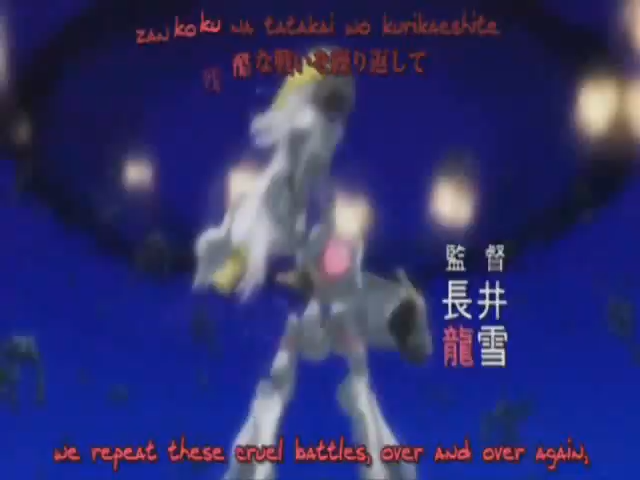 zankoku na tatakai wo kurikaeshite
残酷な戦いを繰り返して
監督
長井
龍雪
we repeat these cruel battles, over and over again,